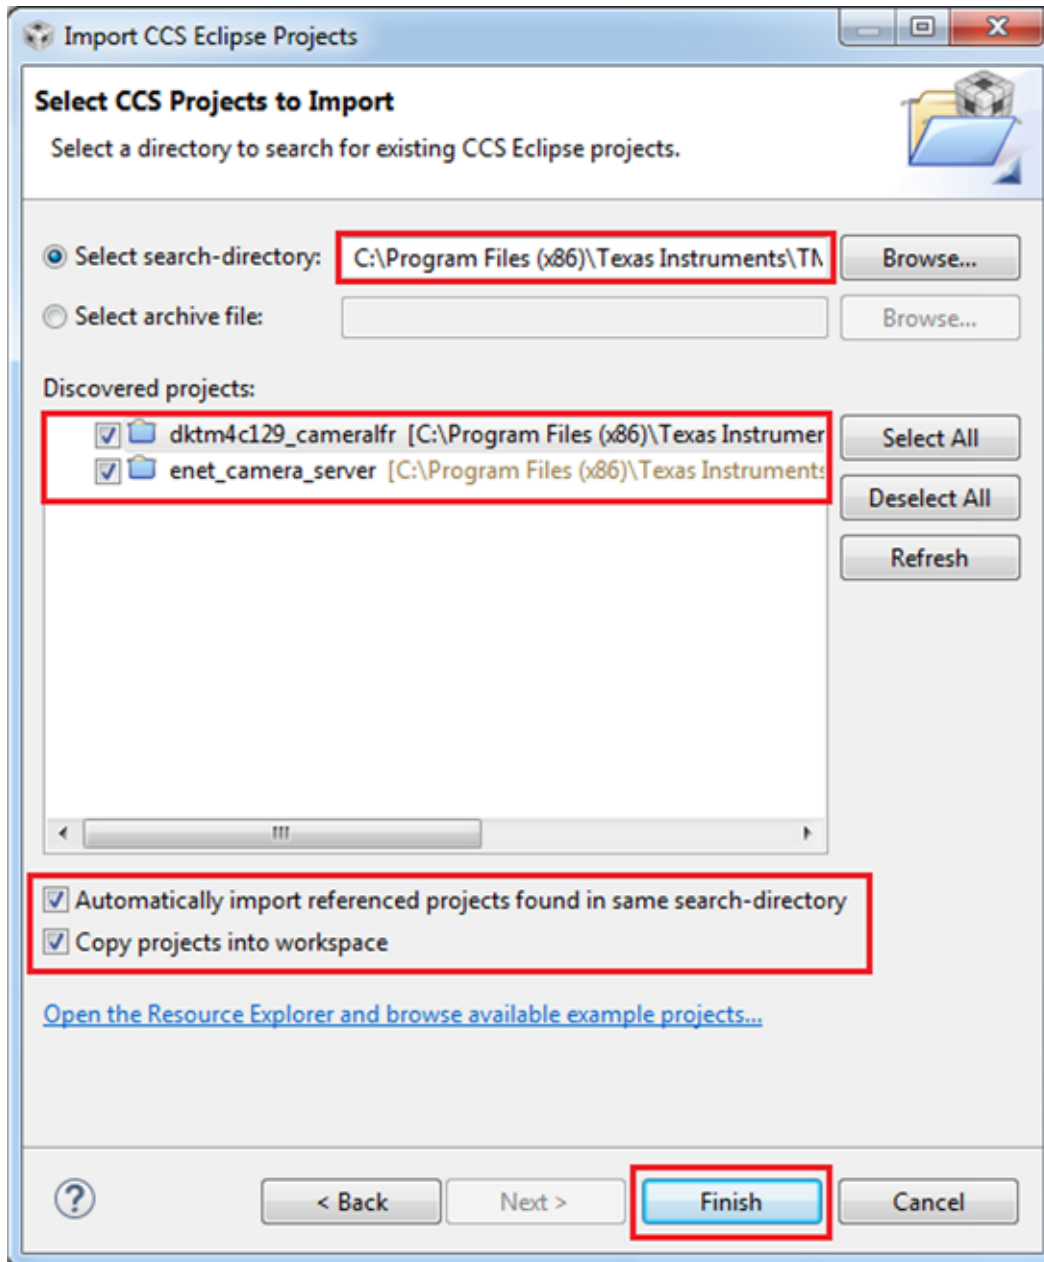 Import CCS Eclipse Projects
Select CCS Projects to Import
Select a directory to search for existing CCS Eclipse projects.
Select search-directory: C:\Program Files (x86)\Texas Instruments\TM Browse...
Select archive file: Browse...
Discovered projects:
dktm4c129_cameralfr [C:\Program Files (x86)\Texas Instrumen Select All
enet_camera_server [C:\Program Files (x86)\Texas Instruments
Deselect All
Refresh
Automatically import referenced projects found in same search-directory
Copy projects into workspace
Open the Resource Explorer and browse available example projects...
? < Back Next > Finish Cancel